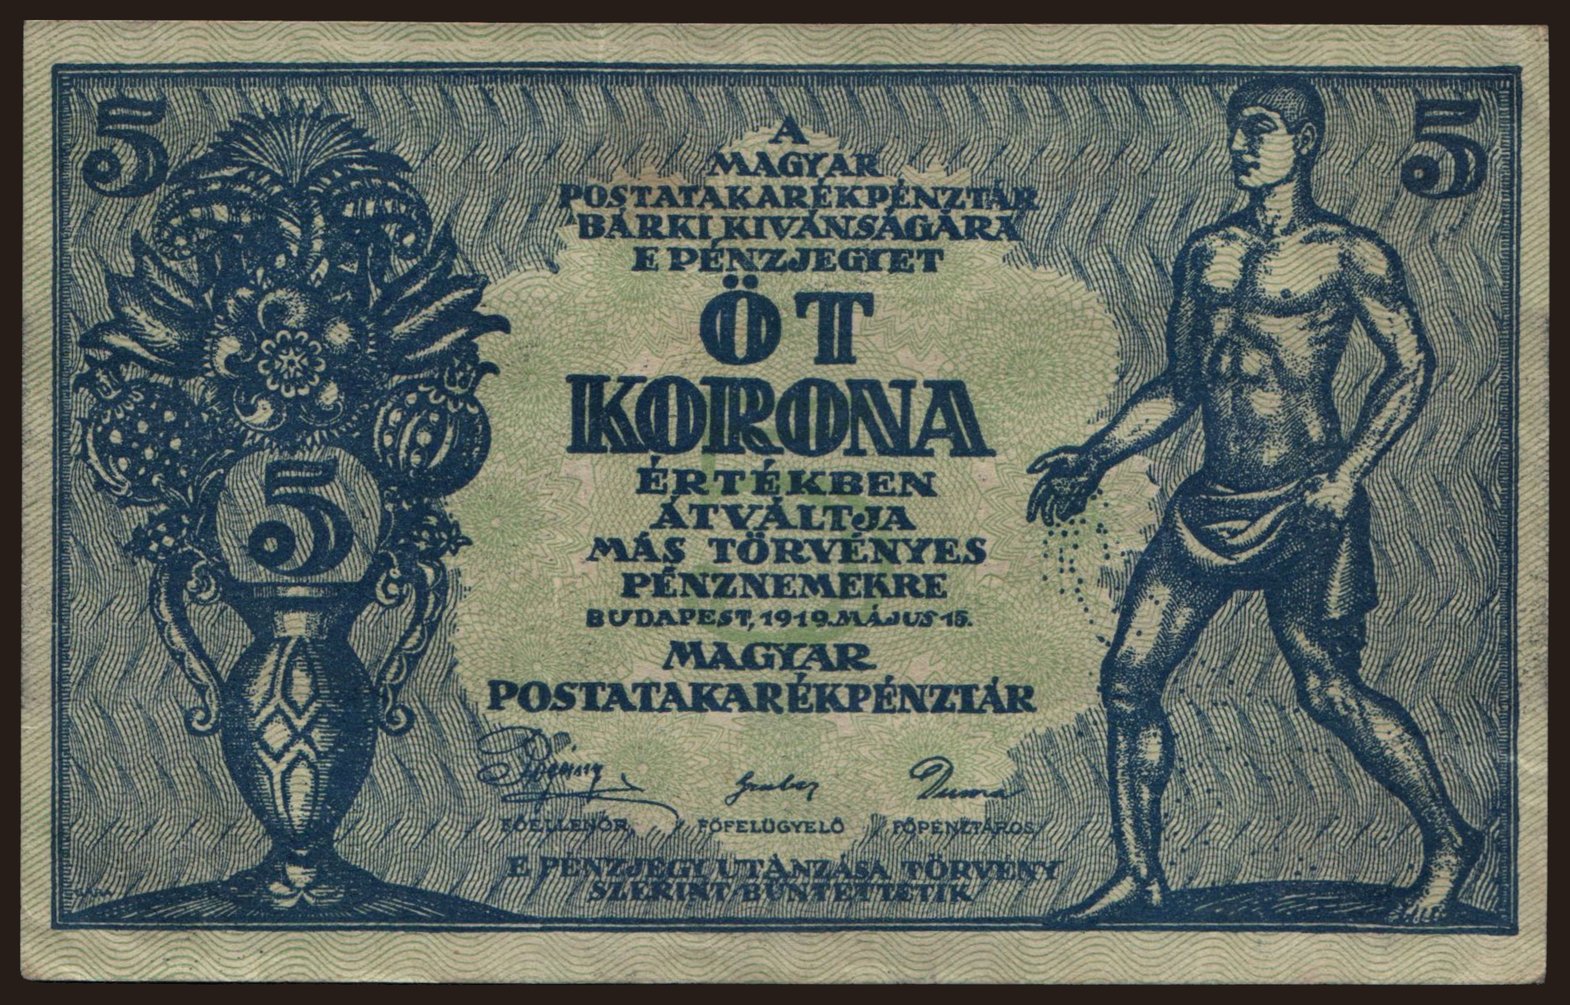 5
5
A
MAGYAR
POSTATAKARÉKPÉNZTÁR
BÁRKI KIVÁNSÁGÁRA
E PÉNZJEGYET
ÖT
KORONA
5
ÉRTÉKBEN
ÁTVÁLTJA
MÁS TÖRVÉNYES
PÉNZNEMEKRE
BUDAPEST, 1919. MÁJUS 15.
MAGYAR
POSTATAKARÉKPÉNZTÁR
FŐELLENŐR FŐFELÜGYELŐ FŐPÉNZTÁROS
E PÉNZJEGY UTÁNZÁSA TÖRVÉNY
SZERINT BÜNTETTETIK